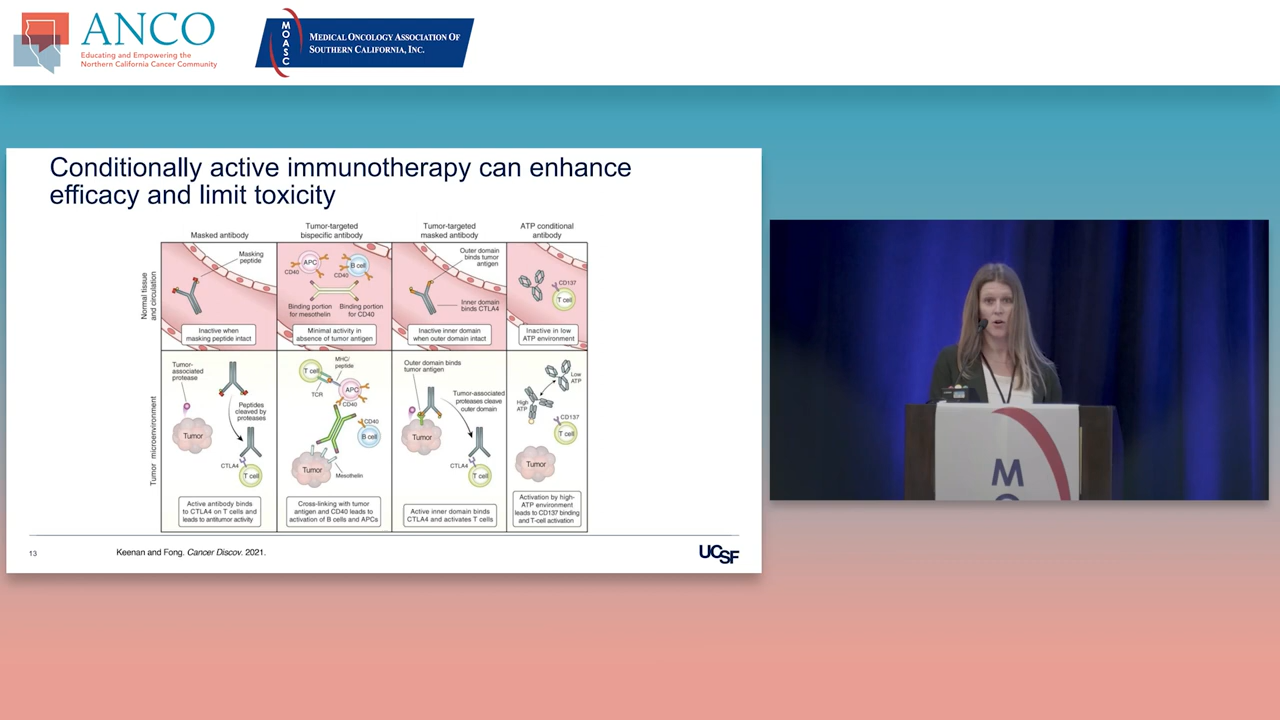 ANCO
Educating and Empowering the
Northern California Cancer Community
MOASC
MEDICAL ONCOLOGY ASSOCIATION OF
SOUTHERN CALIFORNIA, INC.
Conditionally active immunotherapy can enhance
efficacy and limit toxicity
Masked antibody
Tumor-targeted
bispecific antibody
Tumor-targeted
masked antibody
ATP conditional
antibody
Normal tissue
and circulation
Masking
peptide
Inactive when
masking peptide intact
APC
CD40
B cell
CD40
Binding portion
for mesothelin
Binding portion
for CD40
Minimal activity in
absence of tumor antigen
Outer domain
binds tumor
antigen
Inner domain
binds CTLA4
Inactive inner domain
when outer domain intact
CD137
T cell
Inactive in low
ATP environment
Tumor microenvironment
Tumor-
associated
protease
Peptides
cleaved by
proteases
Tumor
CTLA4
T cell
Active antibody binds
to CTLA4 on T cells and
leads to antitumor activity
MHC/
peptide
T cell
TCR
APC
CD40
CD40
B cell
Tumor
Mesothelin
Cross-linking with tumor
antigen and CD40 leads to
activation of B cells and APCs
Outer domain binds
tumor antigen
Tumor-associated
proteases cleave
outer domain
Tumor
CTLA4
T cell
Active inner domain binds
CTLA4 and activates T cells
Low
ATP
High
ATP
CD137
T cell
Tumor
Activation by high-
ATP environment
leads to CD137 binding
and T-cell activation
13
Keenan and Fong. Cancer Discov. 2021.
UCSF
M